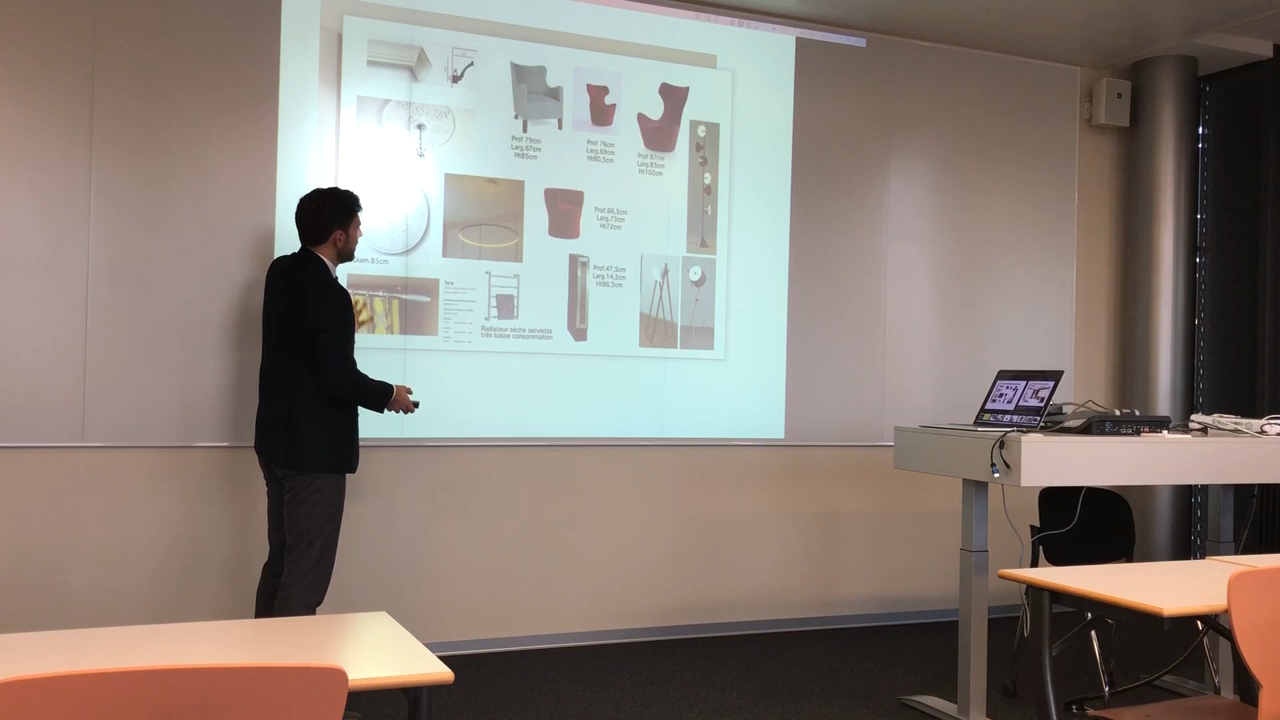 Prof 79cm
Larg.67cm
Ht85cm
Prof 76cm
Larg.69cm
Ht80,5cm
Prof 87cm
Larg.83cm
Ht102cm
Prof.66,5cm
Larg.73cm
Ht72cm
Diam.85cm
Prof.47,5cm
Larg.14,5cm
Ht86,5cm
Radiateur sèche serviette
très basse consommation